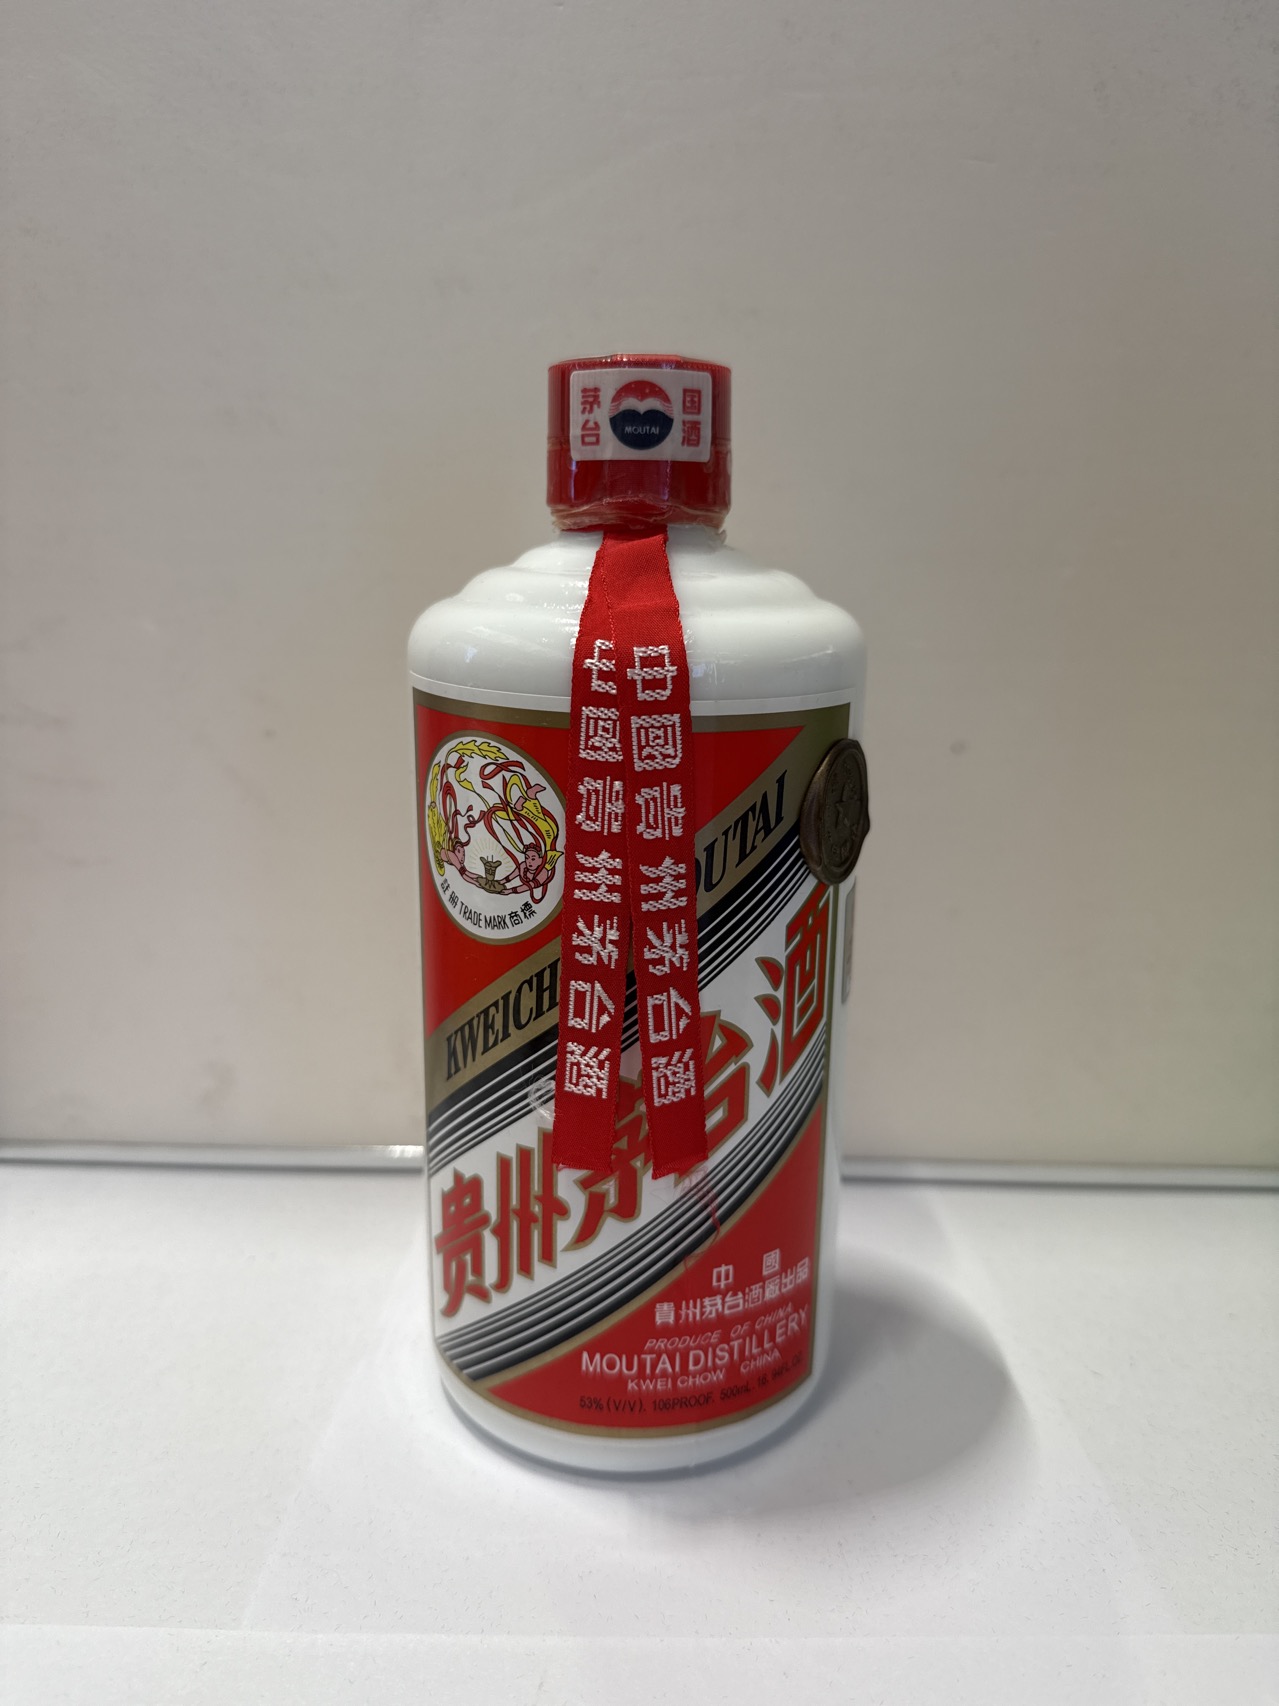 茅台
MOUTAI
国酒
中國貴州茅台酒
中國貴州茅台酒
註册 TRADE MARK 商標
KWEICH
OUTAI
贵州茅台酒
中國
貴州茅台酒廠出品
PRODUCE OF CHINA
MOUTAI DISTILLERY
KWEI CHOW CHINA
53% (V/V). 106PROOF. 500mL.